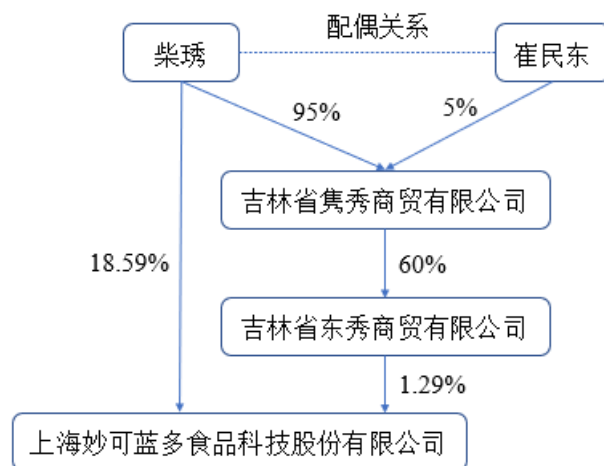 配偶关系
柴琇
崔民东
95%
5%
吉林省隽秀商贸有限公司
18.59%
60%
吉林省东秀商贸有限公司
1.29%
上海妙可蓝多食品科技股份有限公司